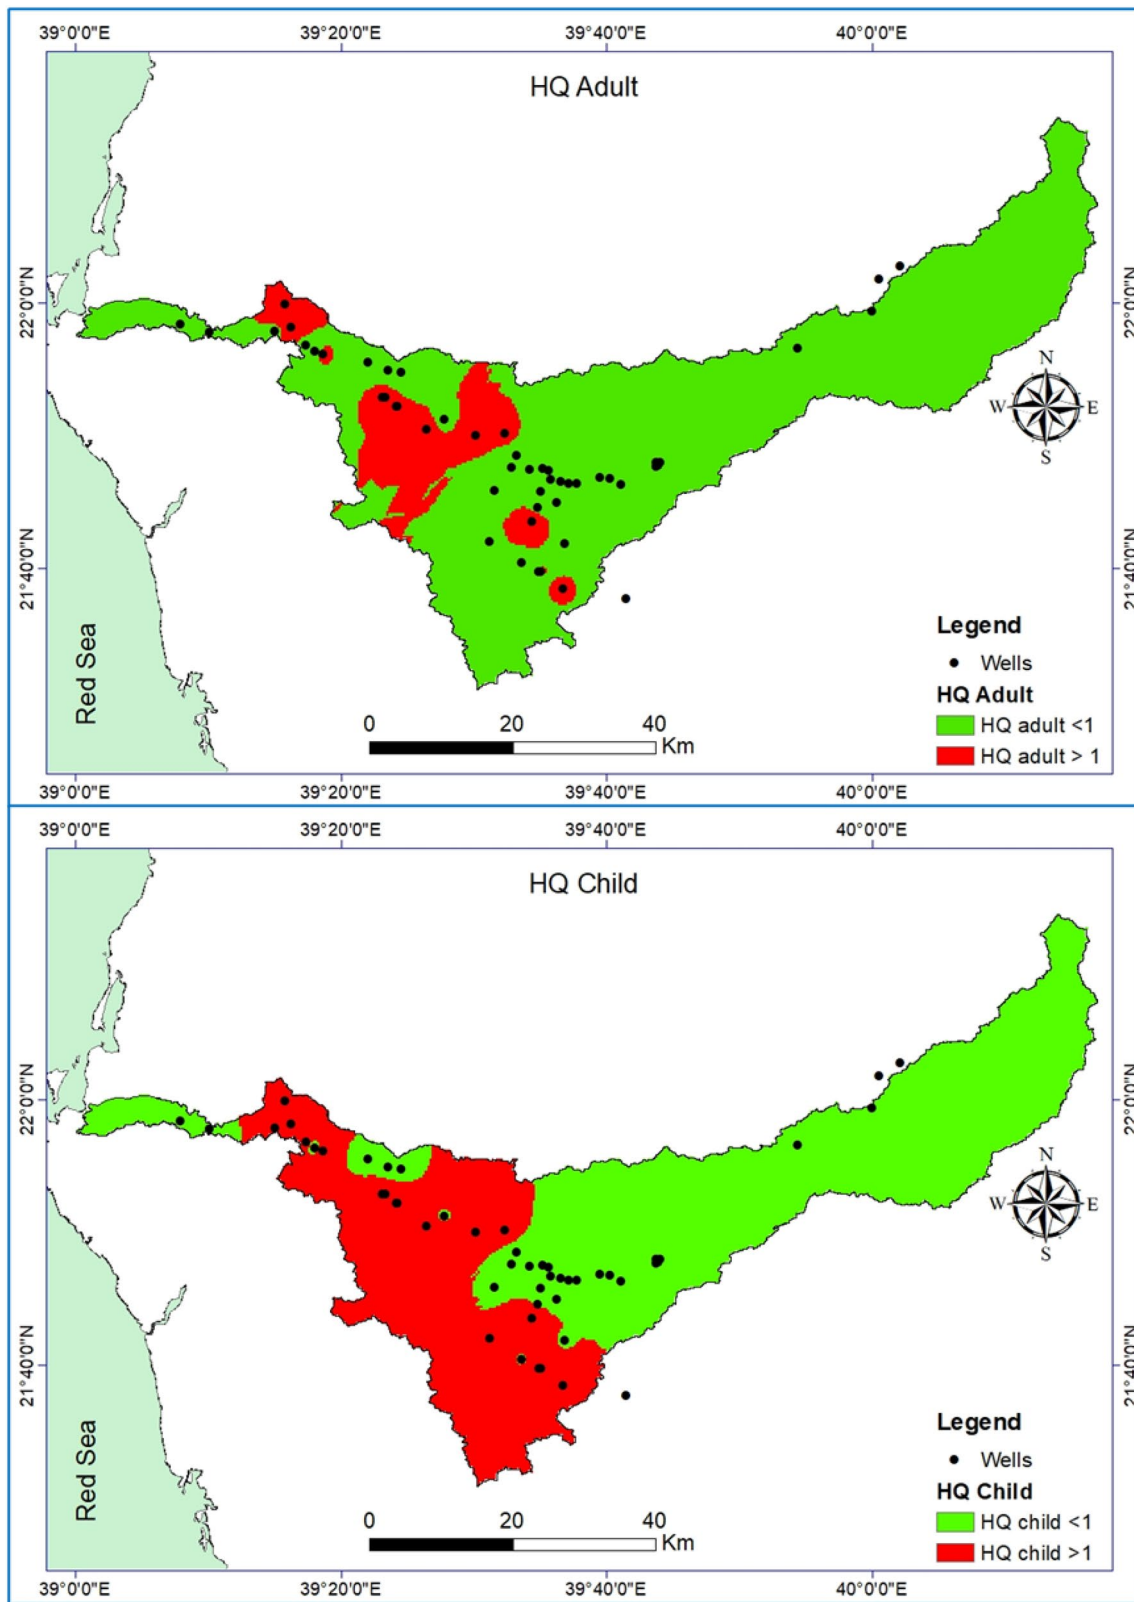 39°0'0"E 39°20'0"E 39°40'0"E 40°0'0"E
HQ Adult
22°0'0"N 22°0'0"N
N
W E
S
21°40'0"N 21°40'0"N
Red Sea
Legend
Wells
HQ Adult
HQ adult <1
HQ adult > 1
0 20 40
Km
39°0'0"E 39°20'0"E 39°40'0"E 40°0'0"E
39°0'0"E 39°20'0"E 39°40'0"E 40°0'0"E
HQ Child
22°0'0"N 22°0'0"N
N
W E
S
21°40'0"N 21°40'0"N
Red Sea
Legend
Wells
HQ Child
HQ child <1
HQ child >1
0 20 40
Km
39°0'0"E 39°20'0"E 39°40'0"E 40°0'0"E